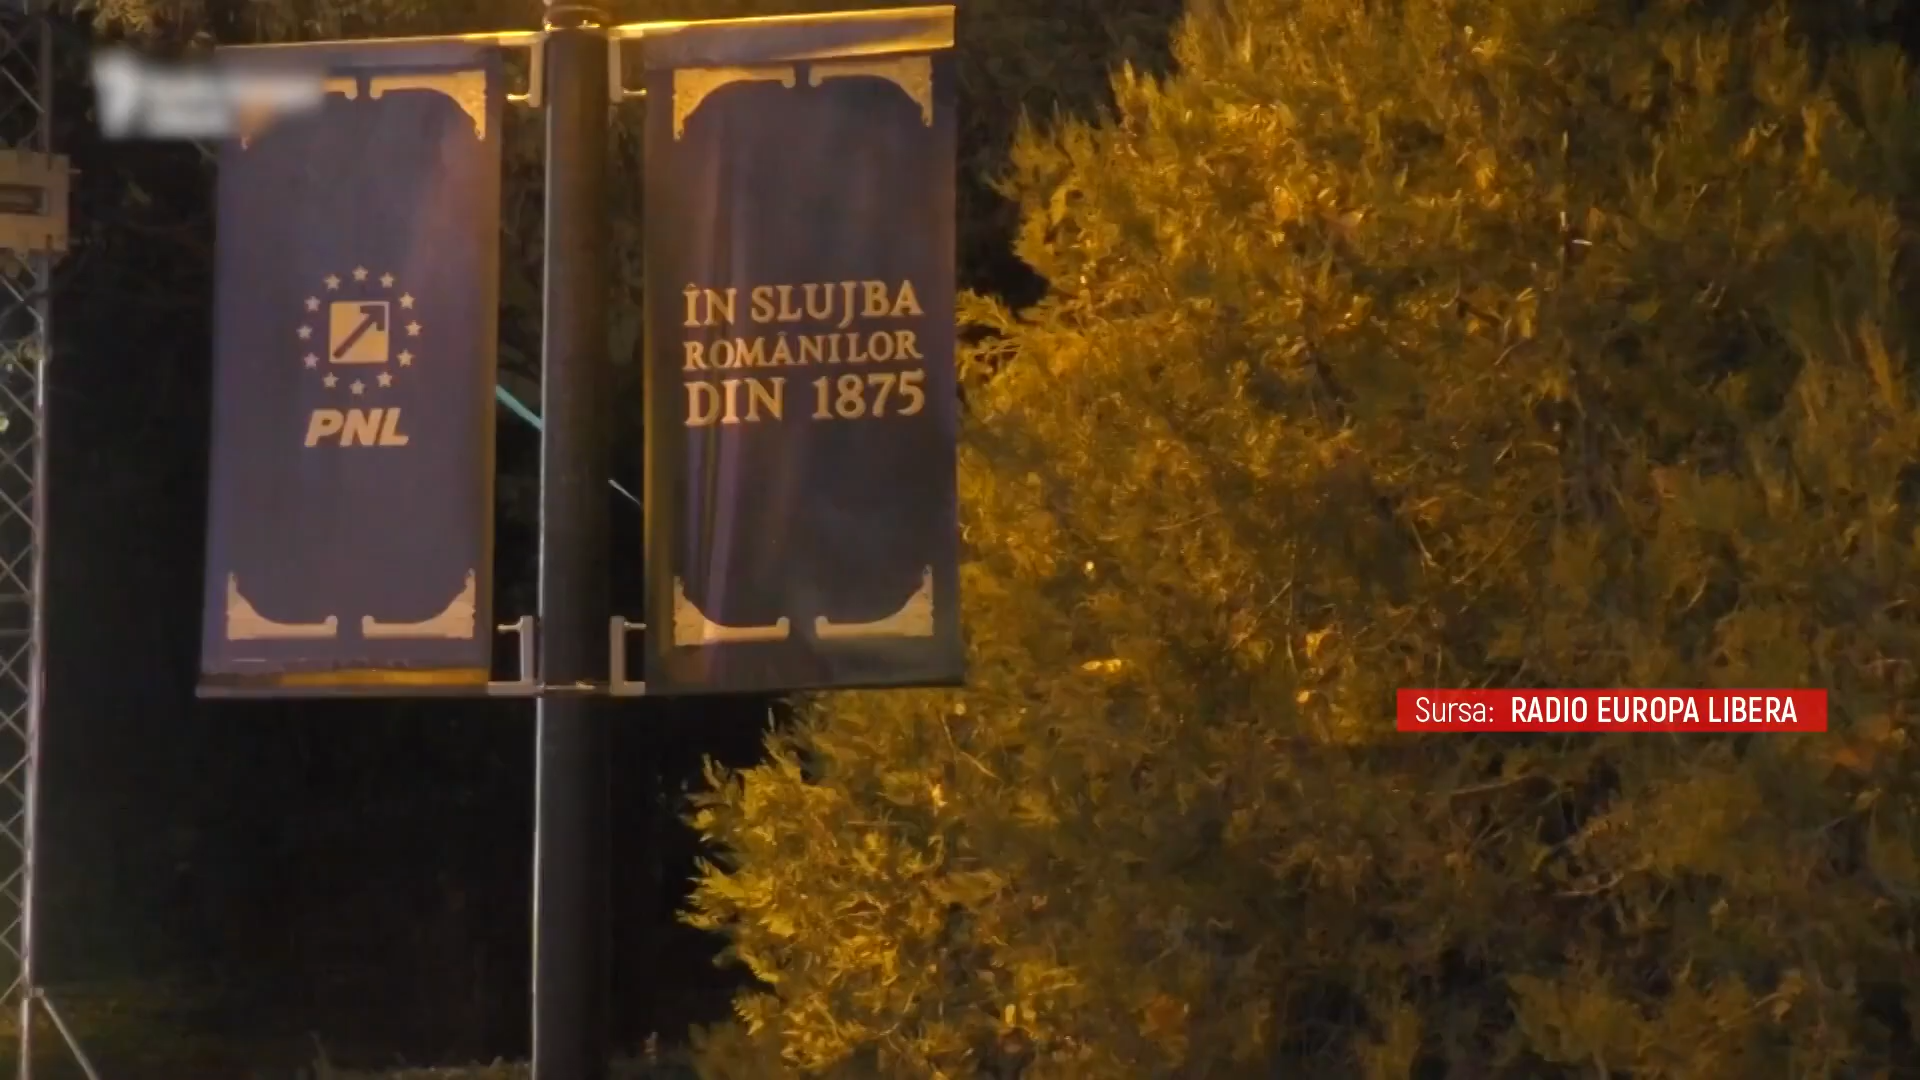 PNL
ÎN SLUJBA
ROMÂNILOR
DIN 1875
Sursa: RADIO EUROPA LIBERA